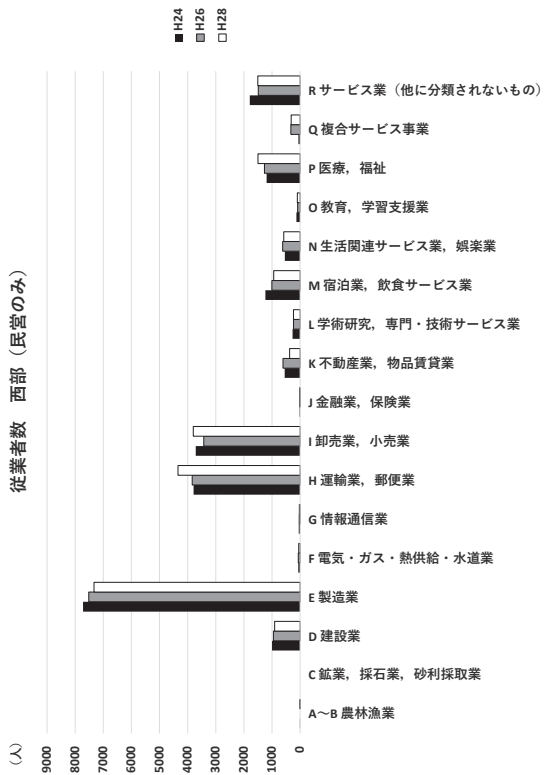 従業者数　西部（民営のみ）
（人）
9000
8000
7000
6000
5000
4000
3000
2000
1000
0
A～B 農林漁業
C 鉱業，採石業，砂利採取業
D 建設業
E 製造業
F 電気・ガス・熱供給・水道業
G 情報通信業
H 運輸業，郵便業
I 卸売業，小売業
J 金融業，保険業
K 不動産業，物品賃貸業
L 学術研究，専門・技術サービス業
M 宿泊業，飲食サービス業
N 生活関連サービス業，娯楽業
O 教育，学習支援業
P 医療，福祉
Q 複合サービス事業
R サービス業（他に分類されないもの）
H24
H26
H28